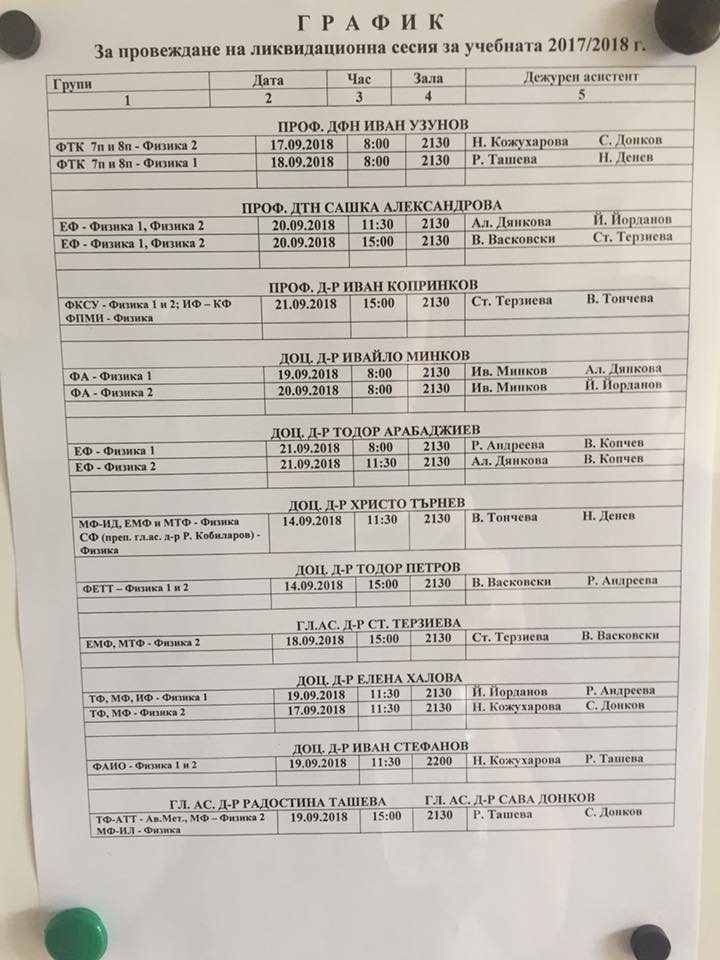 Г Р А Ф И К
За провеждане на ликвидационна сесия за учебната 2017/2018 г.
Групи Дата Час Зала Дежурен асистент
1 2 3 4 5
ПРОФ. ДФН ИВАН УЗУНОВ
ФТК 7п и 8п - Физика 2 17.09.2018 8:00 2130 Н. Кожухарова С. Донков
ФТК 7п и 8п - Физика 1 18.09.2018 8:00 2130 Р. Ташева Н. Денев
ПРОФ. ДТН САШКА АЛЕКСАНДРОВА
ЕФ - Физика 1, Физика 2 20.09.2018 11:30 2130 Ал. Дянкова Й. Йорданов
ЕФ - Физика 1, Физика 2 20.09.2018 15:00 2130 В. Васковски Ст. Терзиева
ПРОФ. Д-Р ИВАН КОПРИНКОВ
ФКСУ - Физика 1 и 2; ИФ – КФ 21.09.2018 15:00 2130 Ст. Терзиева В. Тончева
ФПМИ - Физика
ДОЦ. Д-Р ИВАЙЛО МИНКОВ
ФА - Физика 1 19.09.2018 8:00 2130 Ив. Минков Ал. Дянкова
ФА - Физика 2 20.09.2018 8:00 2130 Ив. Минков Й. Йорданов
ДОЦ. Д-Р ТОДОР АРАБАДЖИЕВ
ЕФ - Физика 1 21.09.2018 8:00 2130 Р. Андреева В. Копчев
ЕФ - Физика 2 21.09.2018 11:30 2130 Ал. Дянкова В. Копчев
ДОЦ. Д-Р ХРИСТО ТЪРНЕВ
МФ-ИД, ЕМФ и МТФ - Физика 14.09.2018 11:30 2130 В. Тончева Н. Денев
СФ (преп. гл.ас. д-р Р. Кобиларов) -
Физика
ДОЦ. Д-Р ТОДОР ПЕТРОВ
ФЕТТ – Физика 1 и 2 14.09.2018 15:00 2130 В. Васковски Р. Андреева
ГЛ.АС. Д-Р СТ. ТЕРЗИЕВА
ЕМФ, МТФ - Физика 2 18.09.2018 15:00 2130 Ст. Терзиева В. Васковски
ДОЦ. Д-Р ЕЛЕНА ХАЛОВА
ТФ, МФ, ИФ - Физика 1 19.09.2018 11:30 2130 Й. Йорданов Р. Андреева
ТФ, МФ - Физика 2 17.09.2018 11:30 2130 Н. Кожухарова С. Донков
ДОЦ. Д-Р ИВАН СТЕФАНОВ
ФАИО - Физика 1 и 2 19.09.2018 11:30 2200 Н. Кожухарова Р. Ташева
ГЛ. АС. Д-Р РАДОСТИНА ТАШЕВА ГЛ. АС. Д-Р САВА ДОНКОВ
ТФ-АТТ - Ав.Мет., МФ – Физика 2 19.09.2018 15:00 2130 Р. Ташева С. Донков
МФ-ИЛ - Физика